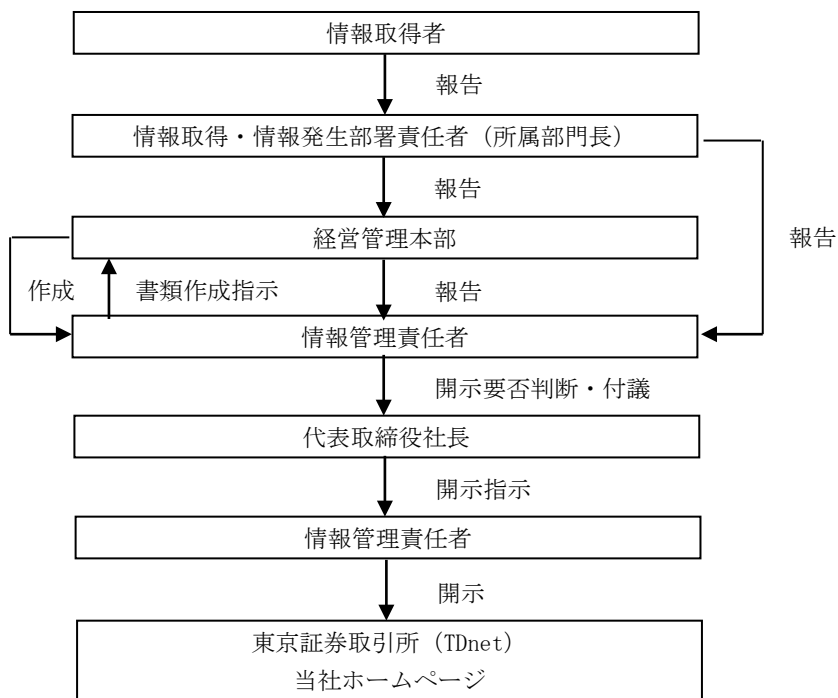 情報取得者
報告
情報取得・情報発生部署責任者（所属部門長）
報告
経営管理本部
報告
作成
書類作成指示
報告
情報管理責任者
開示要否判断・付議
代表取締役社長
開示指示
情報管理責任者
開示
東京証券取引所（TDnet）
当社ホームページ